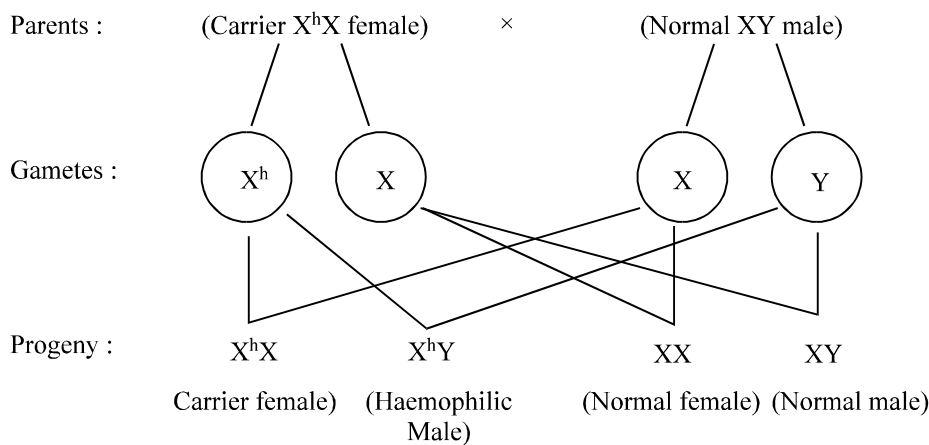 Parents : (Carrier XʰX female) × (Normal XY male)
Gametes : Xʰ X X Y
Progeny : XʰX XʰY XX XY
Carrier female) (Haemophilic Male) (Normal female) (Normal male)